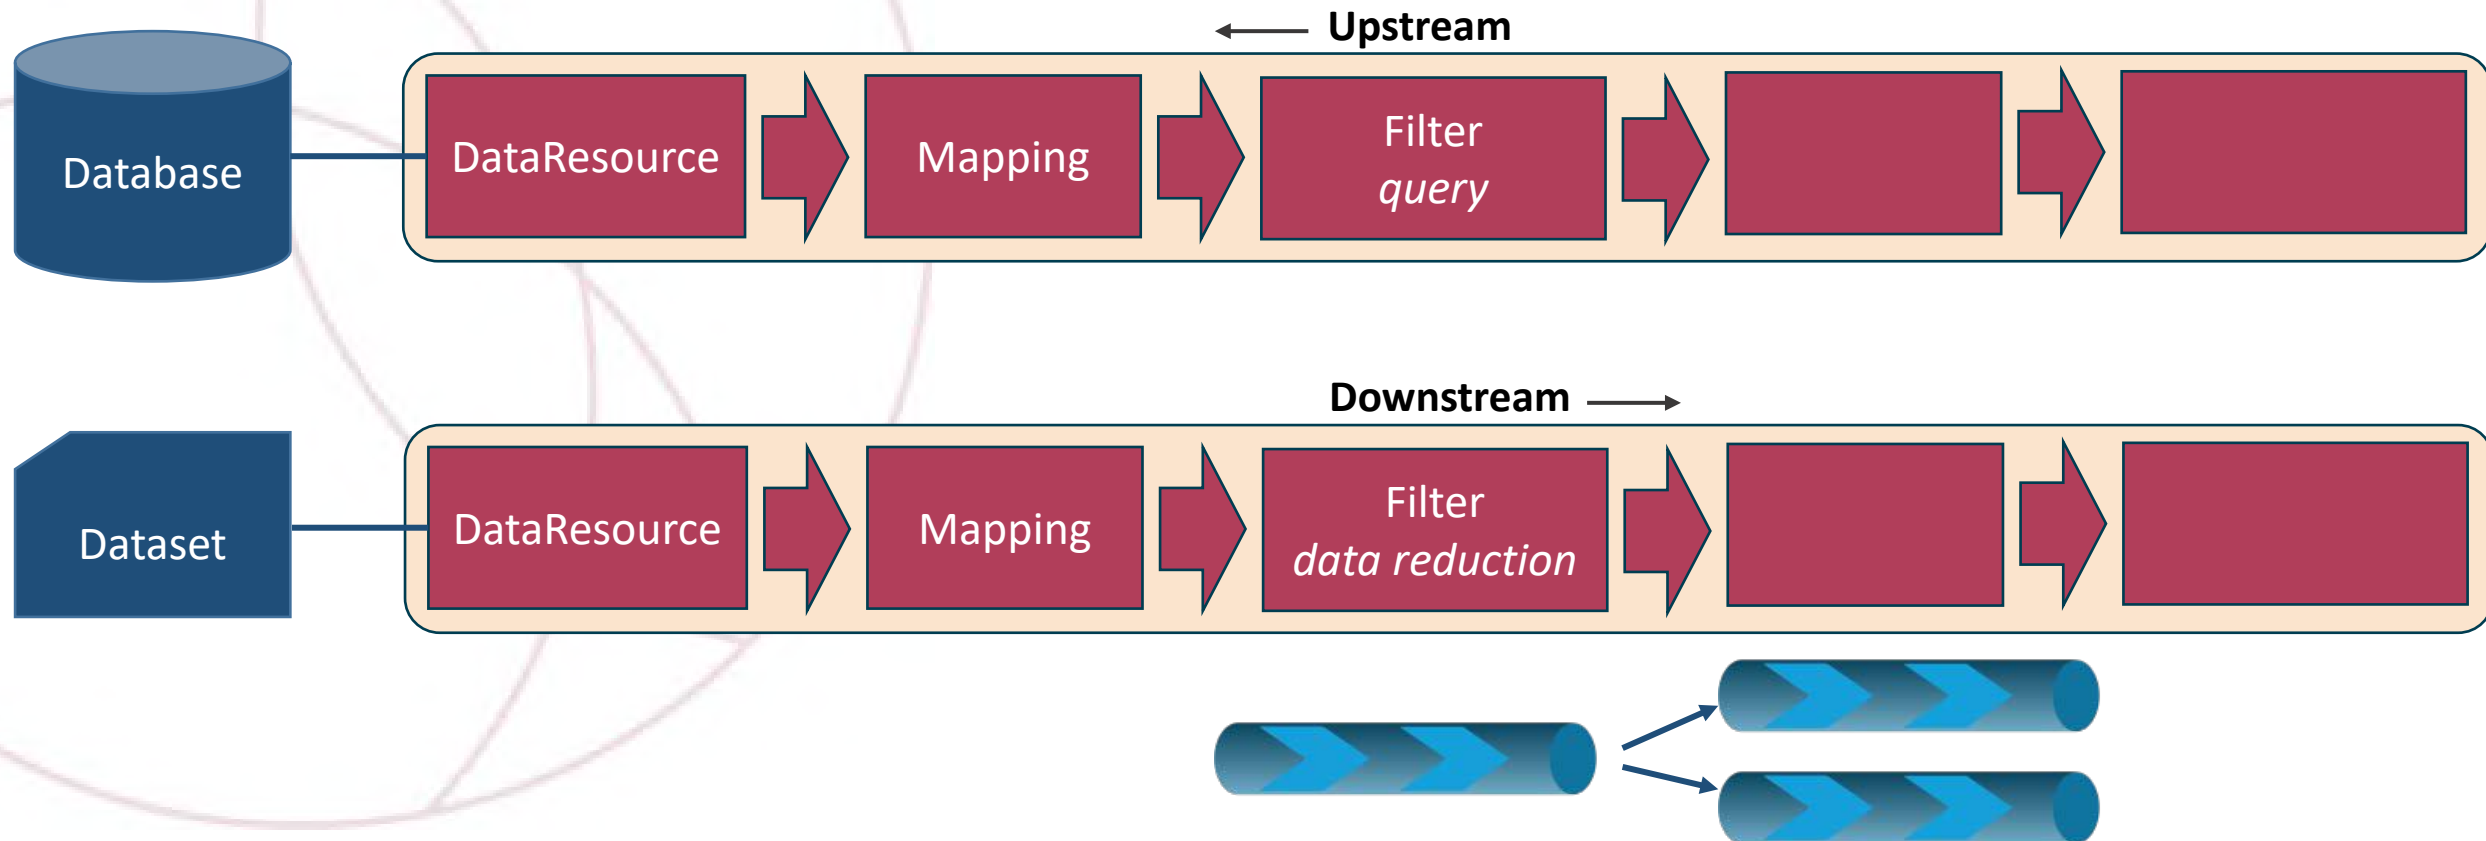 Upstream
Database
DataResource
Mapping
Filter
query
Downstream
Dataset
DataResource
Mapping
Filter
data reduction